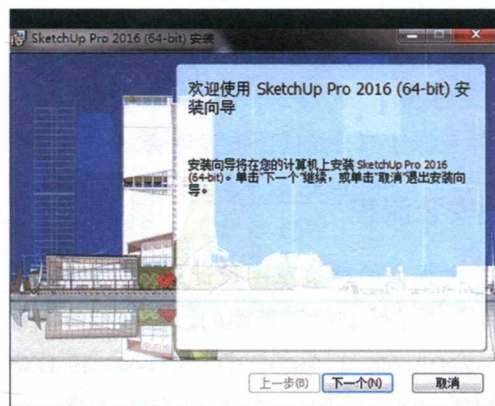 SketchUp Pro 2016 (64-bit) 安装
欢迎使用 SketchUp Pro 2016 (64-bit) 安
装向导
安装向导将在您的计算机上安装 SketchUp Pro 2016
(64-bit)。单击“下一个”继续，或单击“取消”退出安装向
导。
上一步(B)
下一个(N)
取消